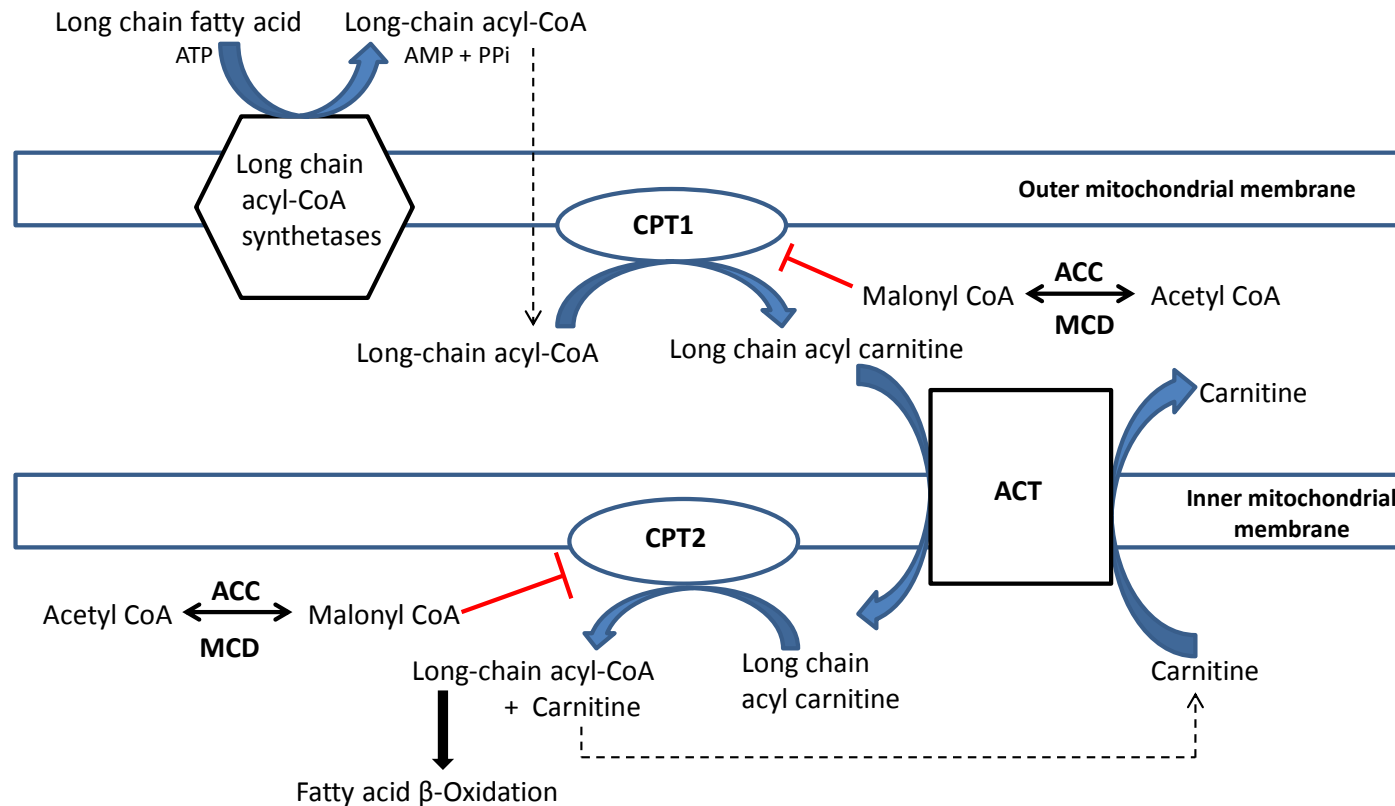 Long chain fatty acid
ATP
Long-chain acyl-CoA
AMP + PPi
Long chain
acyl-CoA
synthetases
Outer mitochondrial membrane
CPT1
Malonyl CoA
ACC
MCD
Acetyl CoA
Long-chain acyl-CoA
Long chain acyl carnitine
Carnitine
ACT
Inner mitochondrial
membrane
CPT2
Acetyl CoA
ACC
MCD
Malonyl CoA
Long-chain acyl-CoA
+ Carnitine
Long chain
acyl carnitine
Carnitine
Fatty acid β-Oxidation